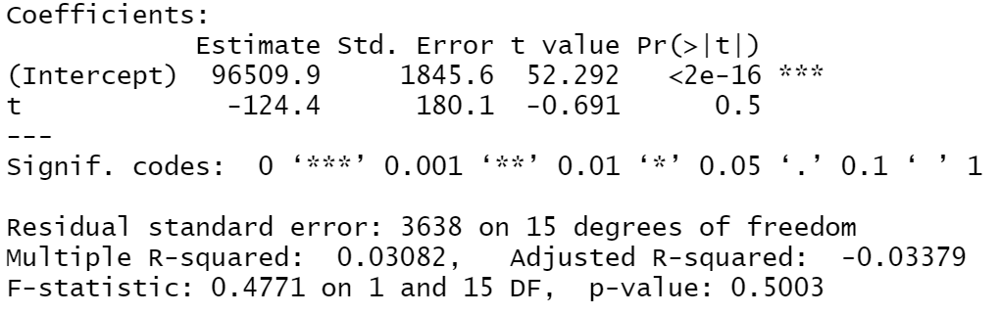 Coefficients:
            Estimate Std. Error t value Pr(>|t|)
(Intercept)  96509.9     1845.6  52.292   <2e-16 ***
t             -124.4      180.1  -0.691      0.5
---
Signif. codes:  0 ‘***’ 0.001 ‘**’ 0.01 ‘*’ 0.05 ‘.’ 0.1 ‘ ’ 1
Residual standard error: 3638 on 15 degrees of freedom
Multiple R-squared:  0.03082,   Adjusted R-squared:  -0.03379
F-statistic: 0.4771 on 1 and 15 DF,  p-value: 0.5003